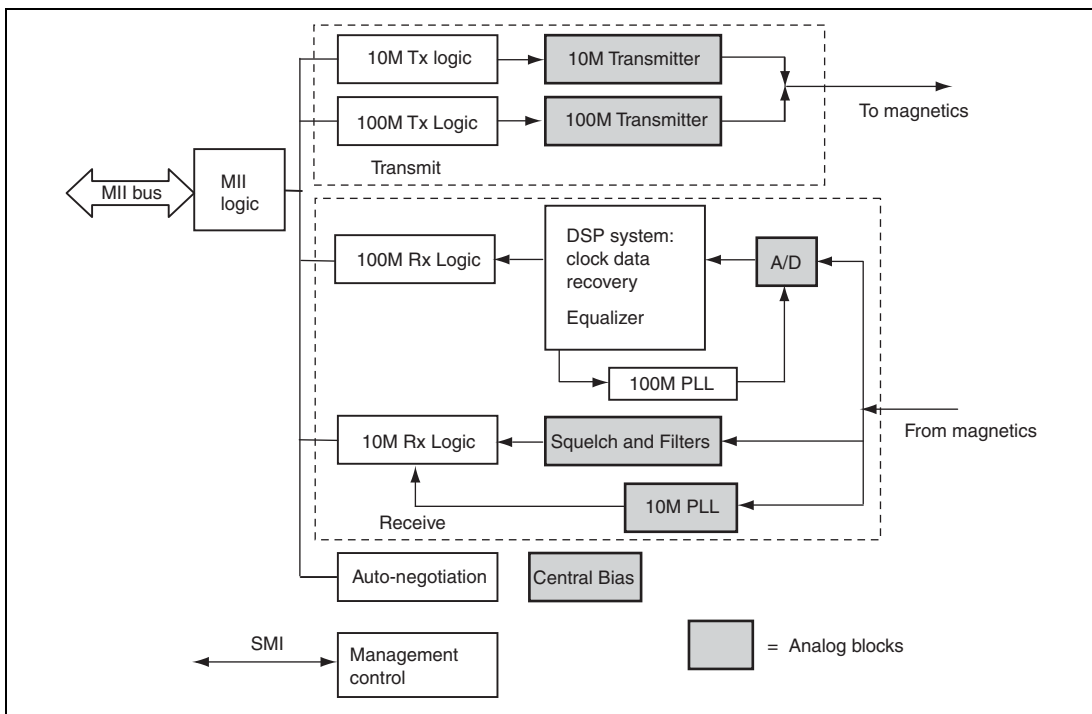 10M Tx logic
10M Transmitter
100M Tx Logic
100M Transmitter
To magnetics
Transmit
MII bus
MII
logic
DSP system:
clock data
recovery
Equalizer
100M Rx Logic
A/D
100M PLL
From magnetics
10M Rx Logic
Squelch and Filters
10M PLL
Receive
Auto-negotiation
Central Bias
SMI
Management
control
= Analog blocks